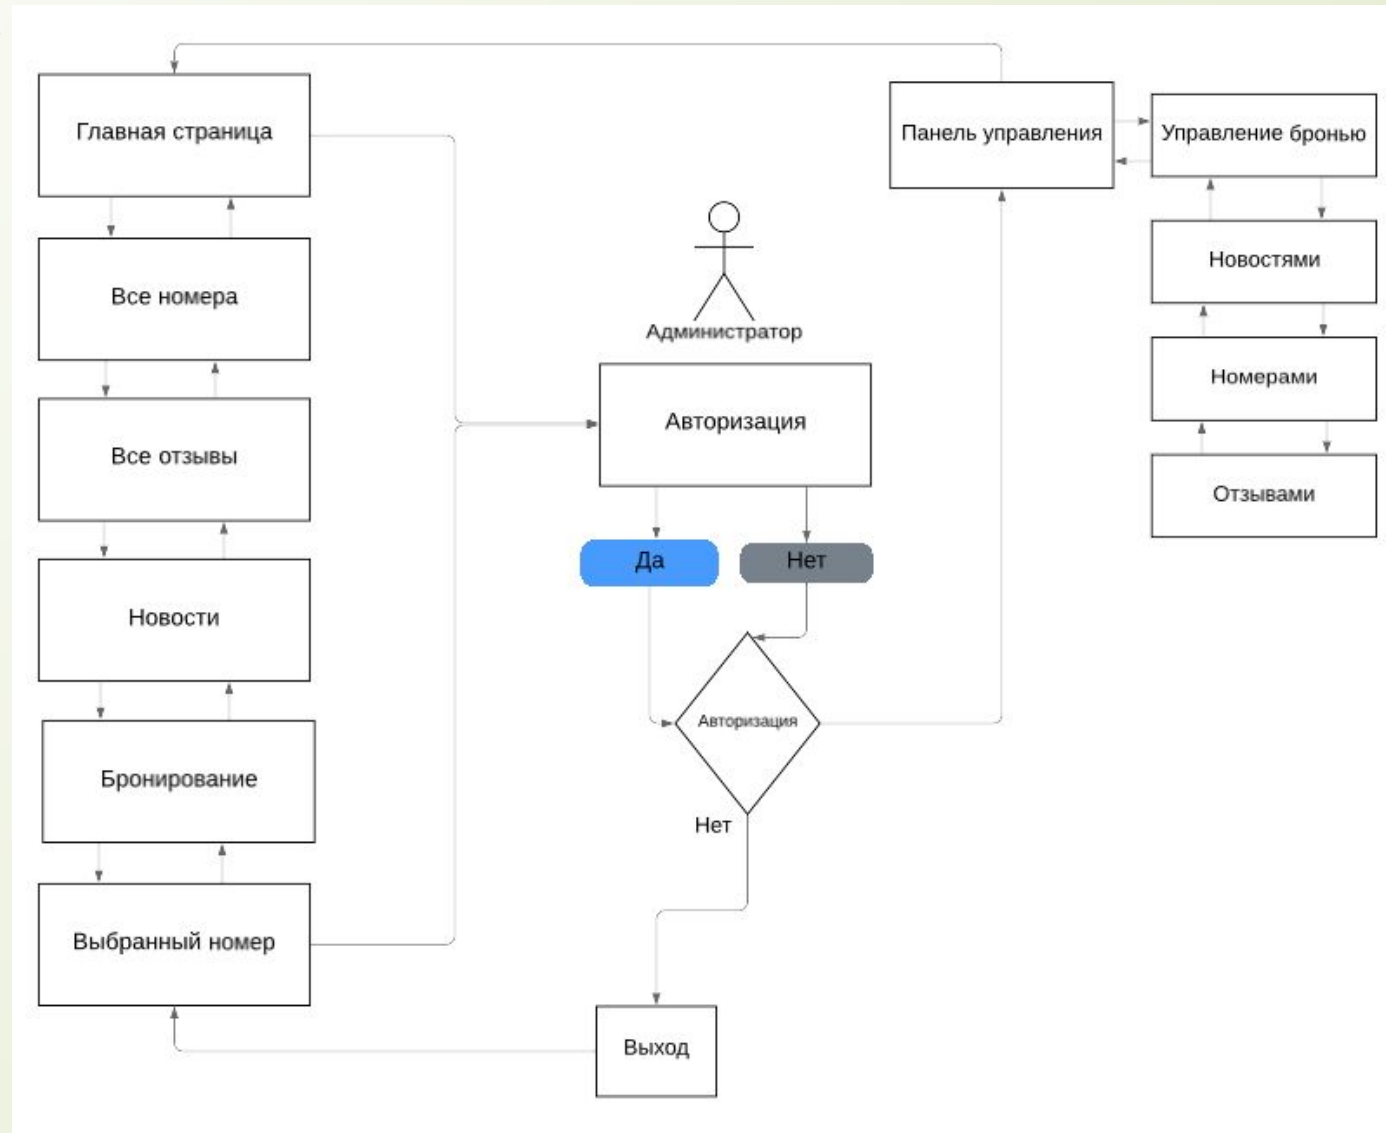 Главная страница
Все номера
Все отзывы
Новости
Бронирование
Выбранный номер
Администратор
Авторизация
Да
Нет
Авторизация
Нет
Выход
Панель управления
Управление бронью
Новостями
Номерами
Отзывами